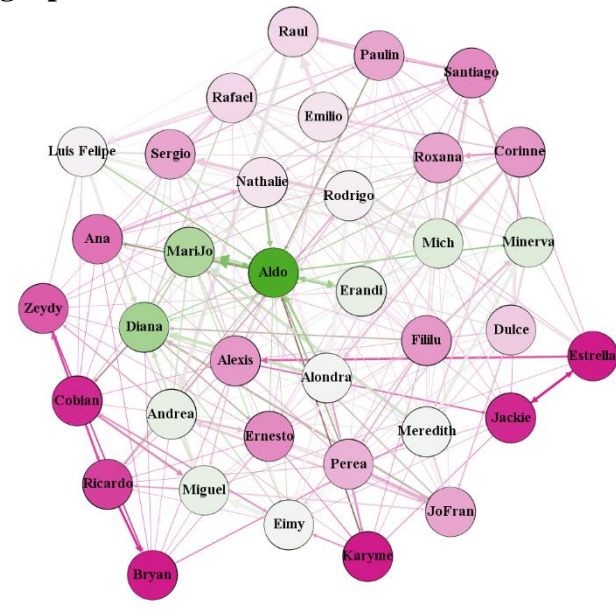 Raul
Paulin
Santiago
Rafael
Emilio
Luis Felipe
Sergio
Roxana
Corinne
Nathalie
Rodrigo
Ana
MariJo
Mich
Minerva
Aldo
Erandi
Zeydy
Diana
Dulce
Fililu
Alexis
Estrella
Alondra
Cobian
Andrea
Jackie
Ernesto
Meredith
Perea
Ricardo
Miguel
JoFran
Eimy
Karyme
Bryan